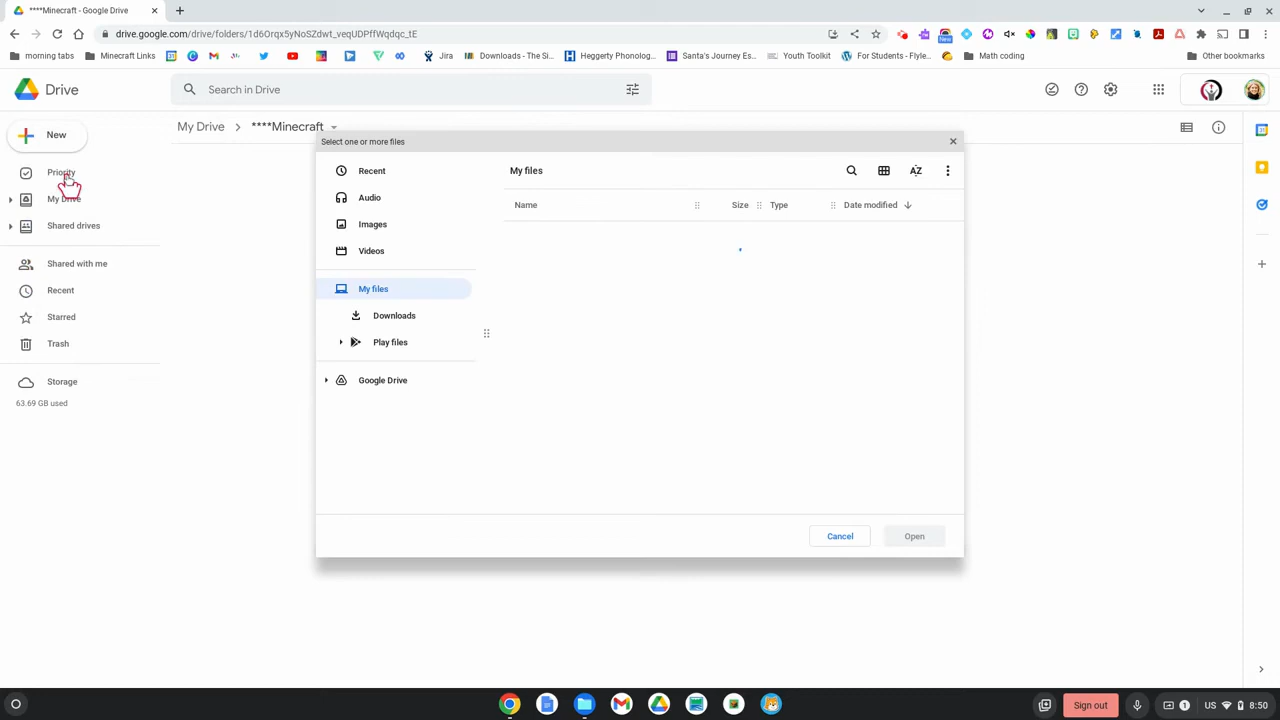 ****Minecraft - Google Drive
drive.google.com/drive/folders/1d6Orqx5yNoSZdwt_veqUDPffWqdqc_tE
New
morning tabs
Minecraft Links
Jira
Downloads - The Si...
Heggerty Phonolog...
Santa's Journey Es...
Youth Toolkit
For Students - Flyle...
Math coding
Other bookmarks
Drive
Search in Drive
New
My Drive
****Minecraft
Priority
My Drive
Shared drives
Shared with me
Recent
Starred
Trash
Storage
63.69 GB used
Select one or more files
Recent
Audio
Images
Videos
My files
Downloads
Play files
Google Drive
My files
AZ
Name
Size
Type
Date modified
Cancel
Open
Sign out
1
US
8:50